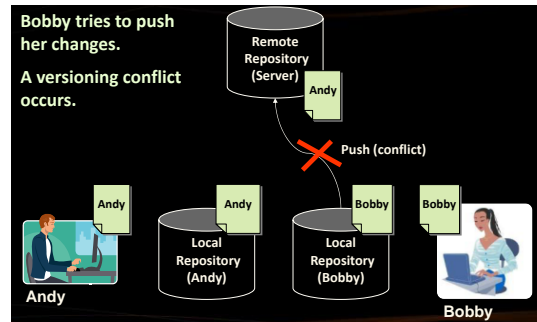 Bobby tries to push
her changes.
A versioning conflict
occurs.
Remote
Repository
(Server)
Andy
Push (conflict)
Andy
Andy
Bobby
Bobby
Local
Repository
(Andy)
Local
Repository
(Bobby)
Andy
Bobby